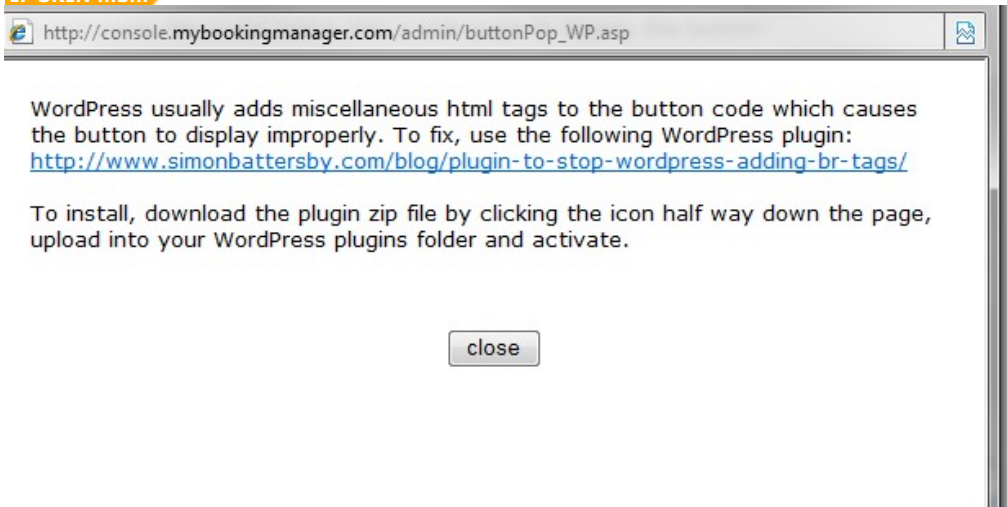 http://console.mybookingmanager.com/admin/buttonPop_WP.asp
WordPress usually adds miscellaneous html tags to the button code which causes
the button to display improperly. To fix, use the following WordPress plugin:
http://www.simonbattersby.com/blog/plugin-to-stop-wordpress-adding-br-tags/
To install, download the plugin zip file by clicking the icon half way down the page,
upload into your WordPress plugins folder and activate.
close